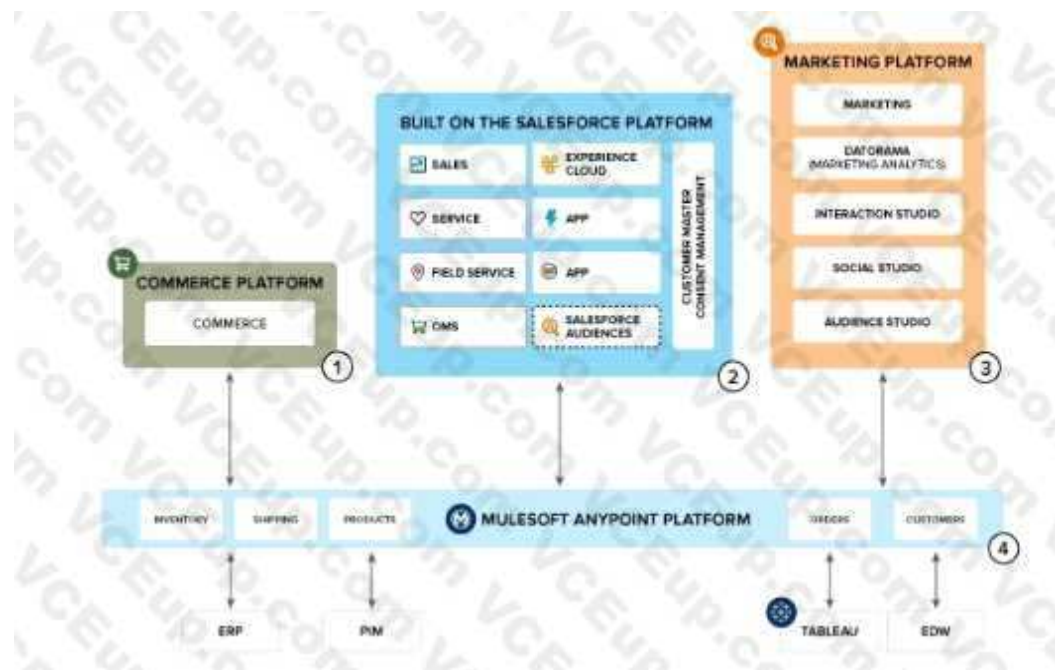 MARKETING PLATFORM
MARKETING
DATORAMA
(MARKETING ANALYTICS)
INTERACTION STUDIO
SOCIAL STUDIO
AUDIENCE STUDIO
3
BUILT ON THE SALESFORCE PLATFORM
SALES
EXPERIENCE
CLOUD
SERVICE
APP
FIELD SERVICE
APP
OMS
SALESFORCE
AUDIENCES
CUSTOMER MASTER
CONSENT MANAGEMENT
2
COMMERCE PLATFORM
COMMERCE
1
INVENTORY
SHIPPING
PRODUCTS
MULESOFT ANYPOINT PLATFORM
ORDERS
CUSTOMERS
4
ERP
PIM
TABLEAU
EDW
VCEup.com